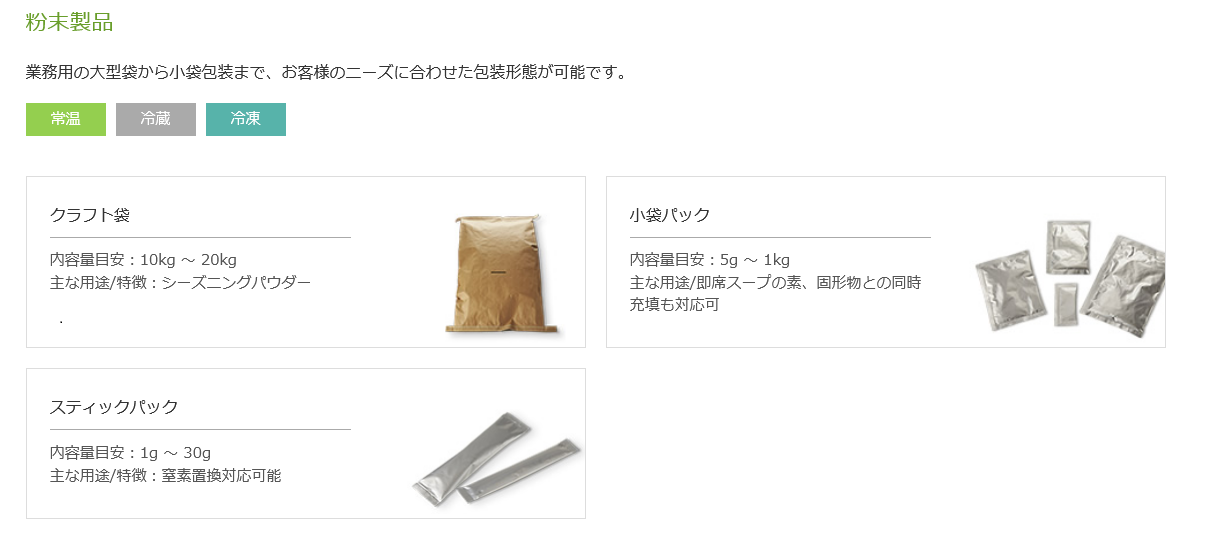 粉末製品
業務用の大型袋から小袋包装まで、お客様のニーズに合わせた包装形態が可能です。
常温
冷蔵
冷凍
クラフト袋
内容量目安：10kg ～ 20kg
主な用途/特徴：シーズニングパウダー
.
小袋パック
内容量目安：5g ～ 1kg
主な用途/即席スープの素、固形物との同時
充填も対応可
スティックパック
内容量目安：1g ～ 30g
主な用途/特徴：窒素置換対応可能